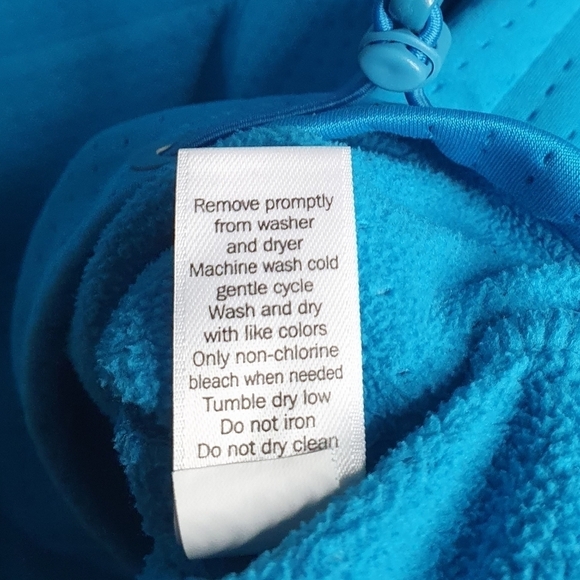 Remove promptly
from washer
and dryer
Machine wash cold
gentle cycle
Wash and dry
with like colors
Only non-chlorine
bleach when needed
Tumble dry low
Do not iron
Do not dry clean